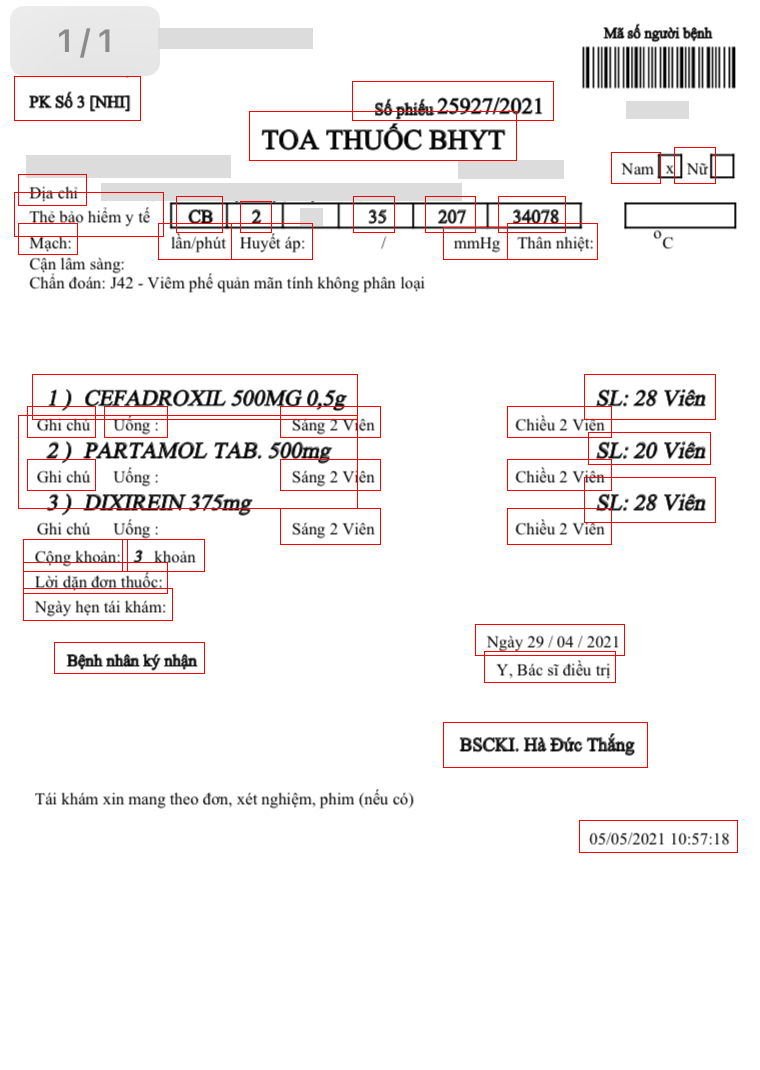 1/1
Mã số người bệnh
PK Số 3 [NHI]
Số phiếu 25927/2021
TOA THUỐC BHYT
Nam x Nữ
Địa chỉ
Thẻ bảo hiểm y tế CB 2 35 207 34078
Mạch: lần/phút Huyết áp: / mmHg Thân nhiệt: °C
Cận lâm sàng:
Chẩn đoán: J42 - Viêm phế quản mãn tính không phân loại
1 ) CEFADROXIL 500MG 0,5g SL: 28 Viên
Ghi chú Uống : Sáng 2 Viên Chiều 2 Viên
2 ) PARTAMOL TAB. 500mg SL: 20 Viên
Ghi chú Uống : Sáng 2 Viên Chiều 2 Viên
3 ) DIXIREIN 375mg SL: 28 Viên
Ghi chú Uống : Sáng 2 Viên Chiều 2 Viên
Cộng khoản: 3 khoản
Lời dặn đơn thuốc:
Ngày hẹn tái khám:
Ngày 29 / 04 / 2021
Bệnh nhân ký nhận
Y, Bác sĩ điều trị
BSCKI. Hà Đức Thắng
Tái khám xin mang theo đơn, xét nghiệm, phim (nếu có)
05/05/2021 10:57:18